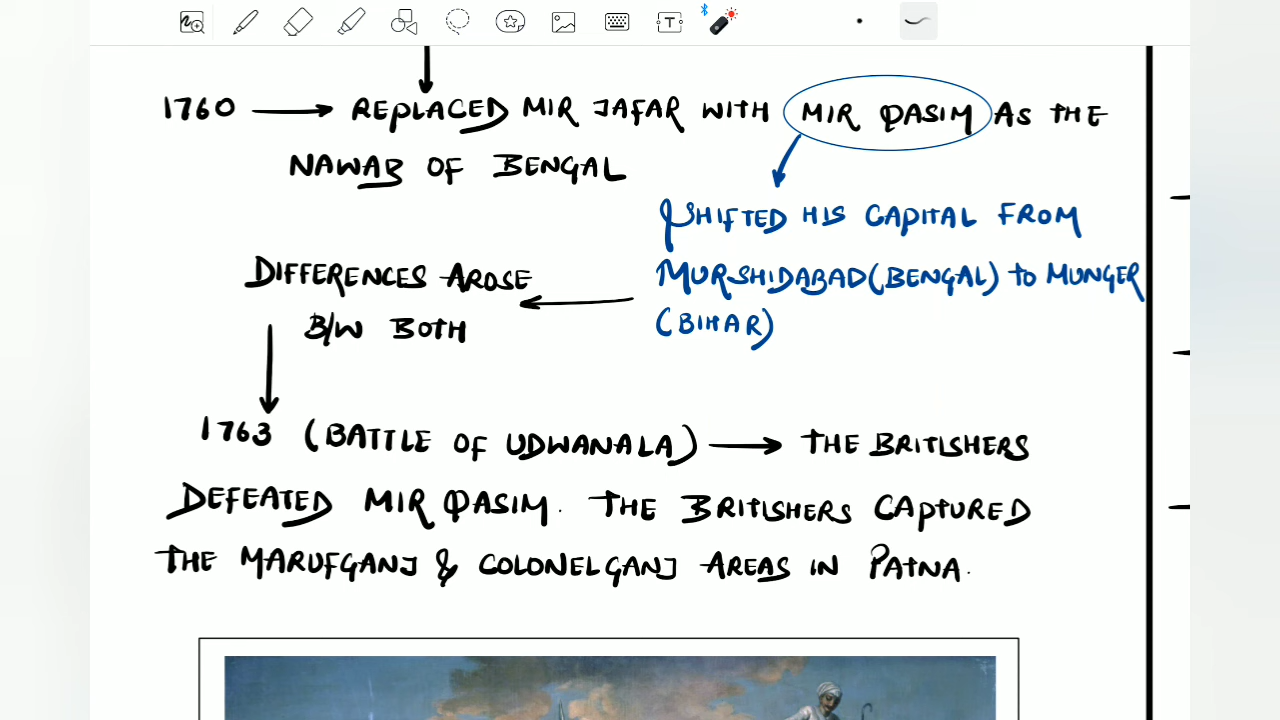 1760 → REPLACED MIR JAFAR WITH MIR QASIM AS THE
NAWAB OF BENGAL
SHIFTED HIS CAPITAL FROM
MURSHIDABAD (BENGAL) TO MUNGER
(BIHAR)
DIFFERENCES AROSE
B/W BOTH
1763 (BATTLE OF UDWANALA) → THE BRITISHERS
DEFEATED MIR QASIM. THE BRITISHERS CAPTURED
THE MARUFGANJ & COLONELGANJ AREAS IN PATNA.